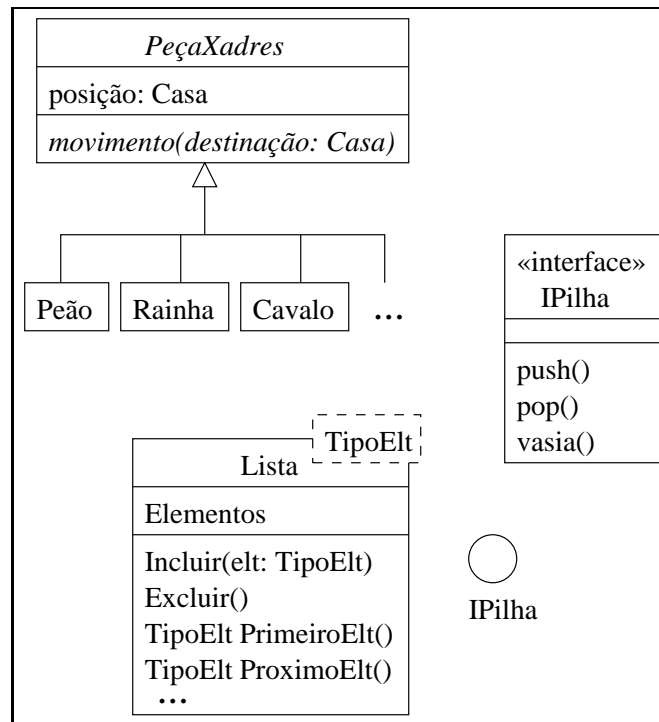 PeçaXadres
posição: Casa
movimento(destinação: Casa)
Peão
Rainha
Cavalo
...
«interface»
IPilha
push()
pop()
vasia()
TipoElt
Lista
Elementos
Incluir(elt: TipoElt)
Excluir()
TipoElt PrimeiroElt()
TipoElt ProximoElt()
...
IPilha